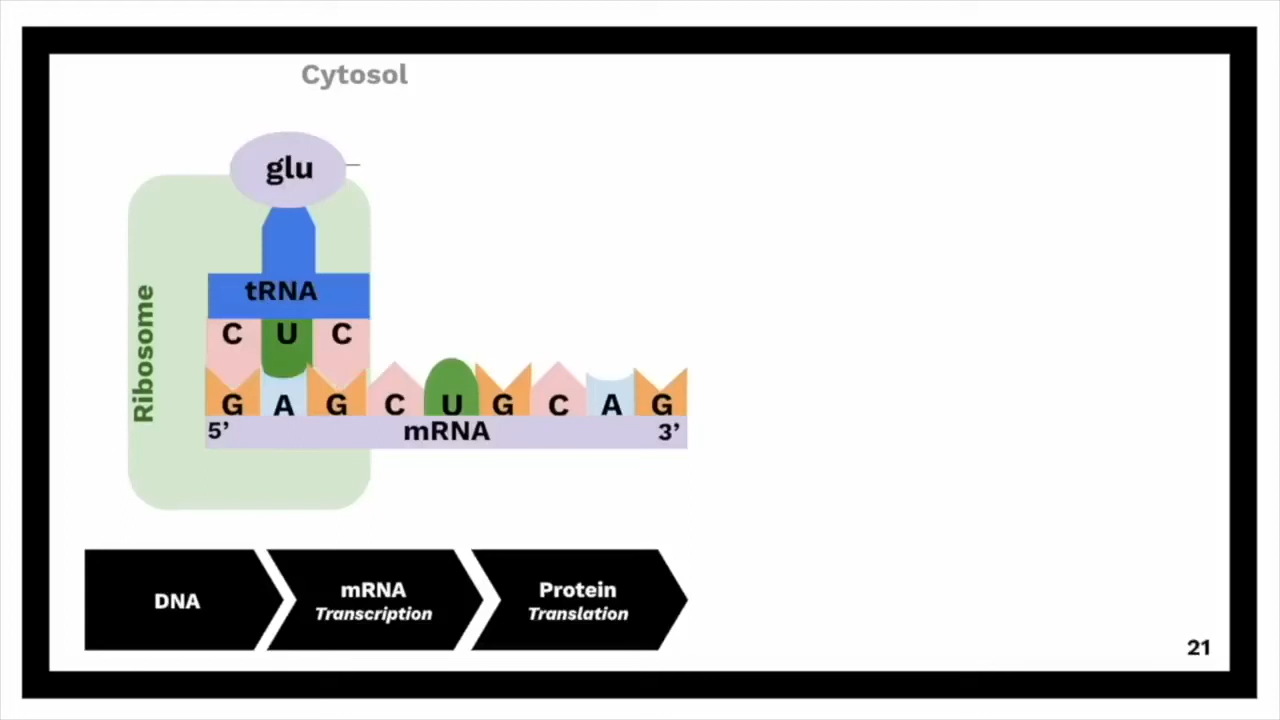 Cytosol
glu
tRNA
Ribosome
C U C
G A G C U G C A G
5’ mRNA 3’
DNA
mRNA
Transcription
Protein
Translation
21